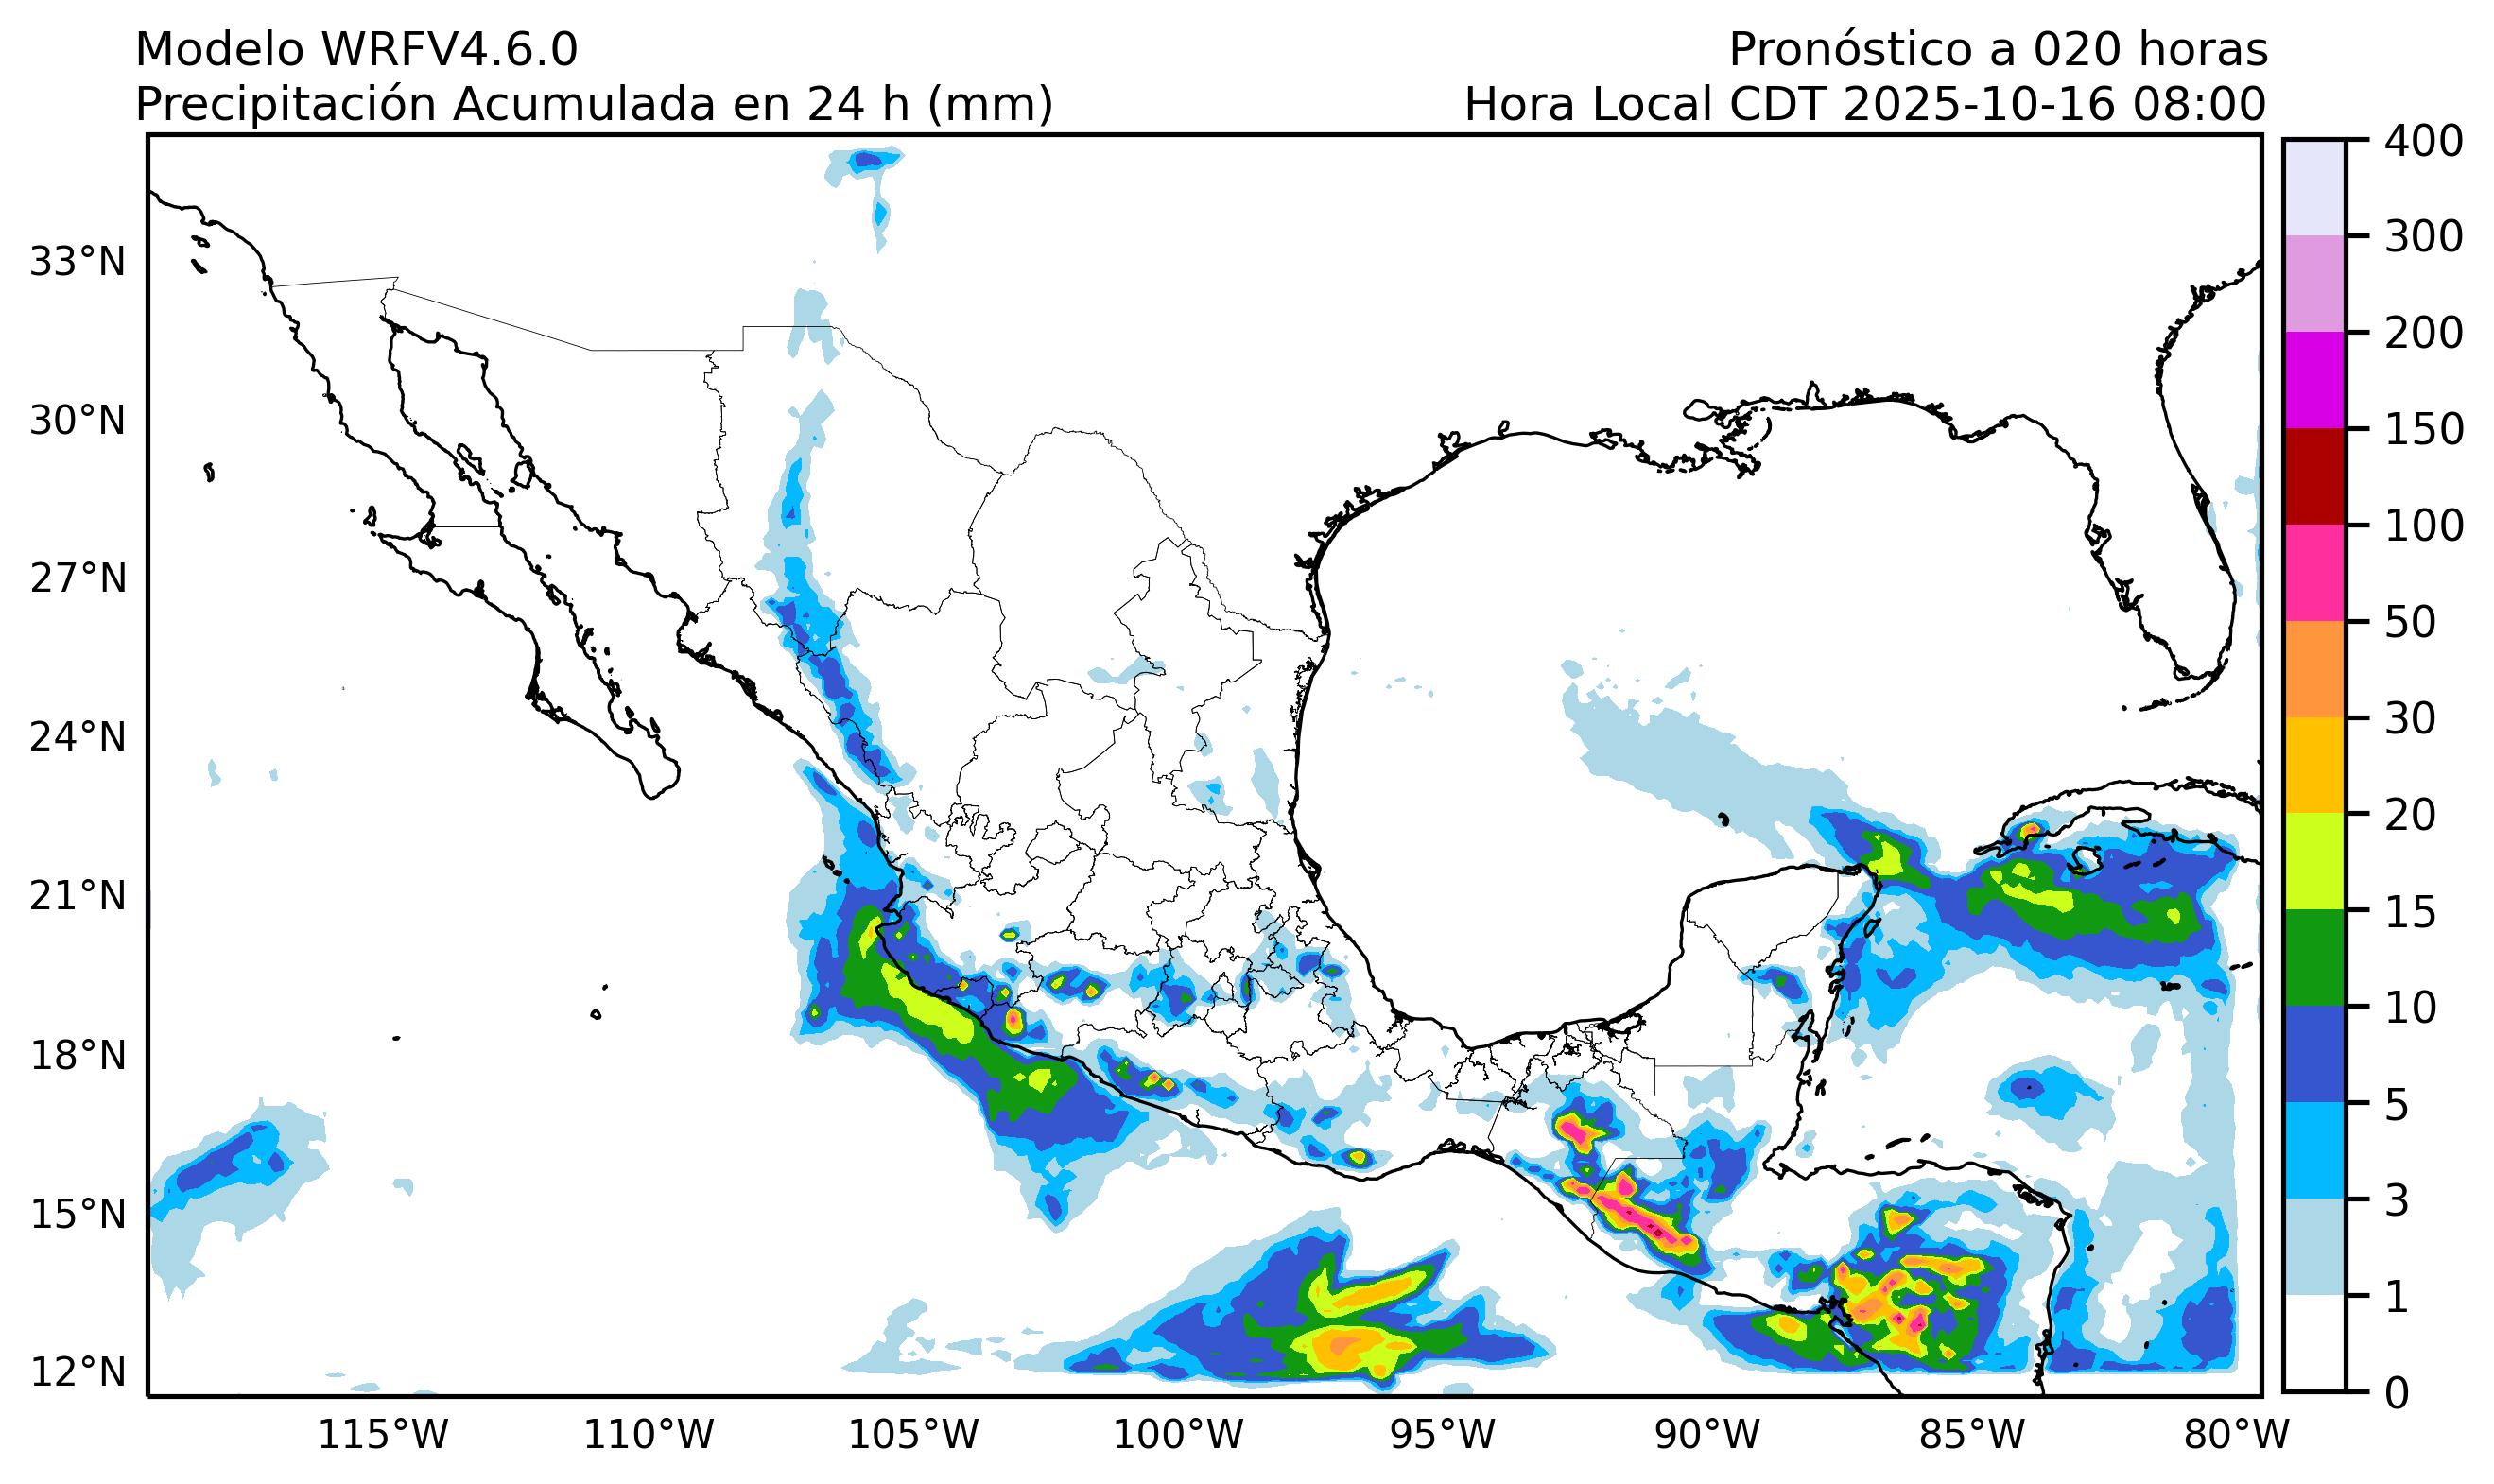 Modelo WRFV4.6.0
Pronóstico a 020 horas
Precipitación Acumulada en 24 h (mm)
Hora Local CDT 2025-10-16 08:00
400
300
200
150
100
50
30
20
15
10
5
3
1
0
33°N
30°N
27°N
24°N
21°N
18°N
15°N
12°N
115°W 110°W 105°W 100°W 95°W 90°W 85°W 80°W